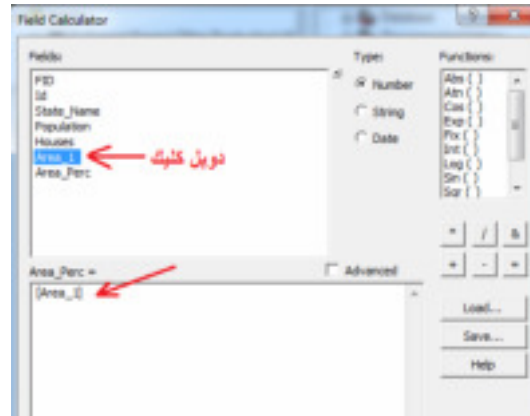 Field Calculator
Fields:
FID
Id
State_Name
Population
Houses
Area_1
Area_Perc
دوبل كليك
Type:
Number
String
Date
Functions:
Abs ( )
Atn ( )
Cos ( )
Exp ( )
Fix ( )
Int ( )
Log ( )
Sin ( )
Sqr ( )
* / &
+ - =
Area_Perc =
Advanced
[Area_1]
Load...
Save...
Help